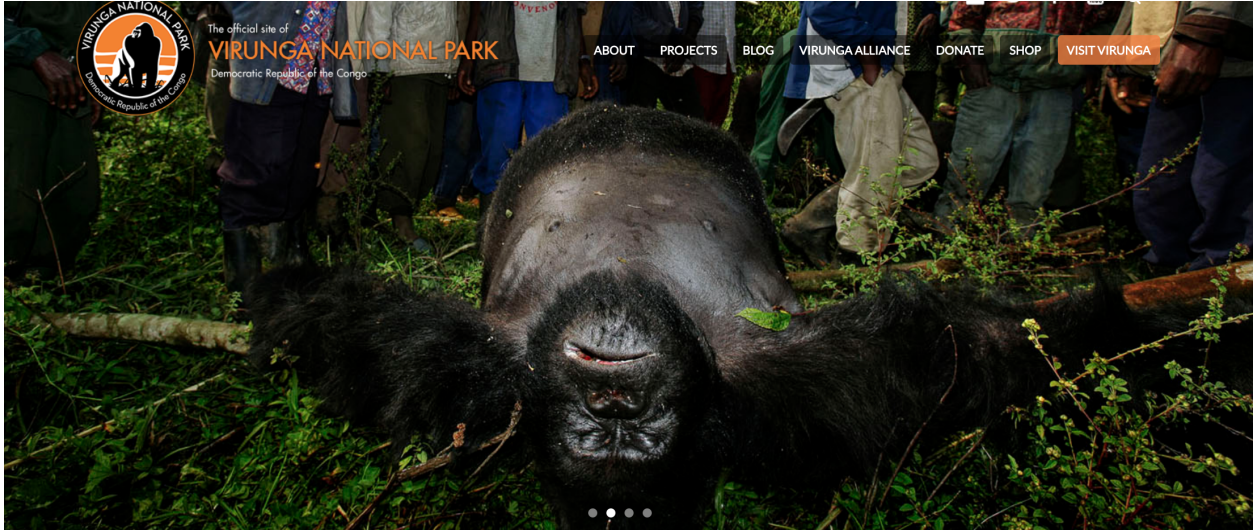 VIRUNGA NATIONAL PARK
Democratic Republic of the Congo
The official site of
VIRUNGA NATIONAL PARK
Democratic Republic of the Congo
ABOUT PROJECTS BLOG VIRUNGA ALLIANCE DONATE SHOP VISIT VIRUNGA